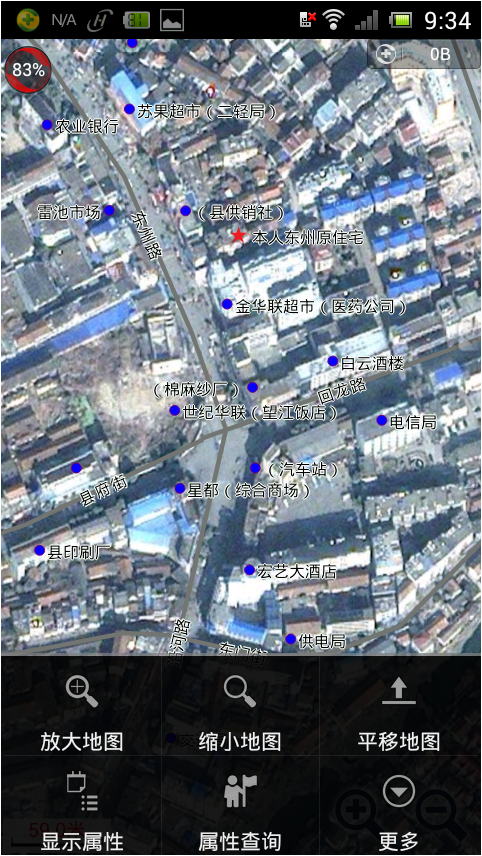 N/A
9:34
83%
0B
苏果超市（二轻局）
农业银行
雷池市场
（县供销社）
东州路
本人东州原住宅
金华联超市（医药公司）
白云酒楼
（棉麻纱厂）
回龙路
世纪华联（望江饭店）
电信局
（汽车站）
县府街
星都（综合商场）
县印刷厂
宏艺大酒店
供电局
东门街
放大地图
缩小地图
平移地图
显示属性
属性查询
更多